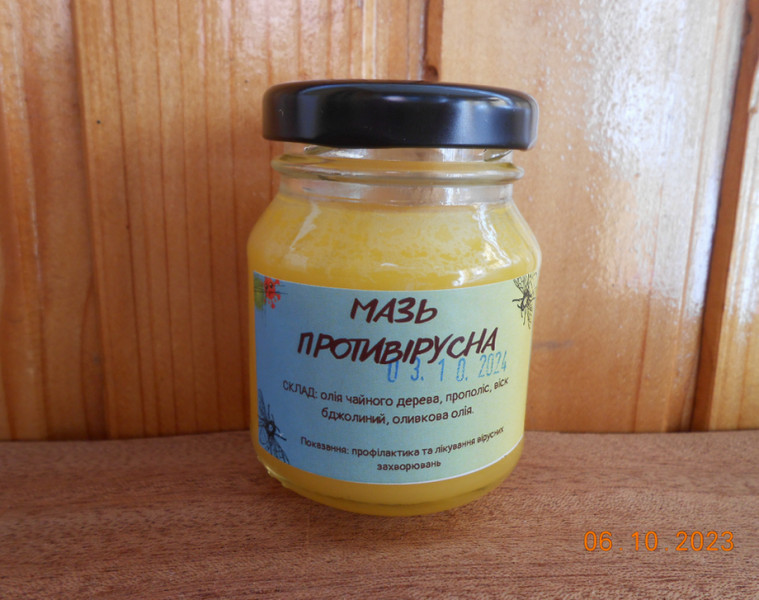 МАЗЬ
ПРОТИВІРУСНА
03.10.2024
СКЛАД: олія чайного дерева, прополіс, віск
бджолиний, оливкова олія.
Показання: профілактика та лікування вірусних
захворювань
06.10.2023